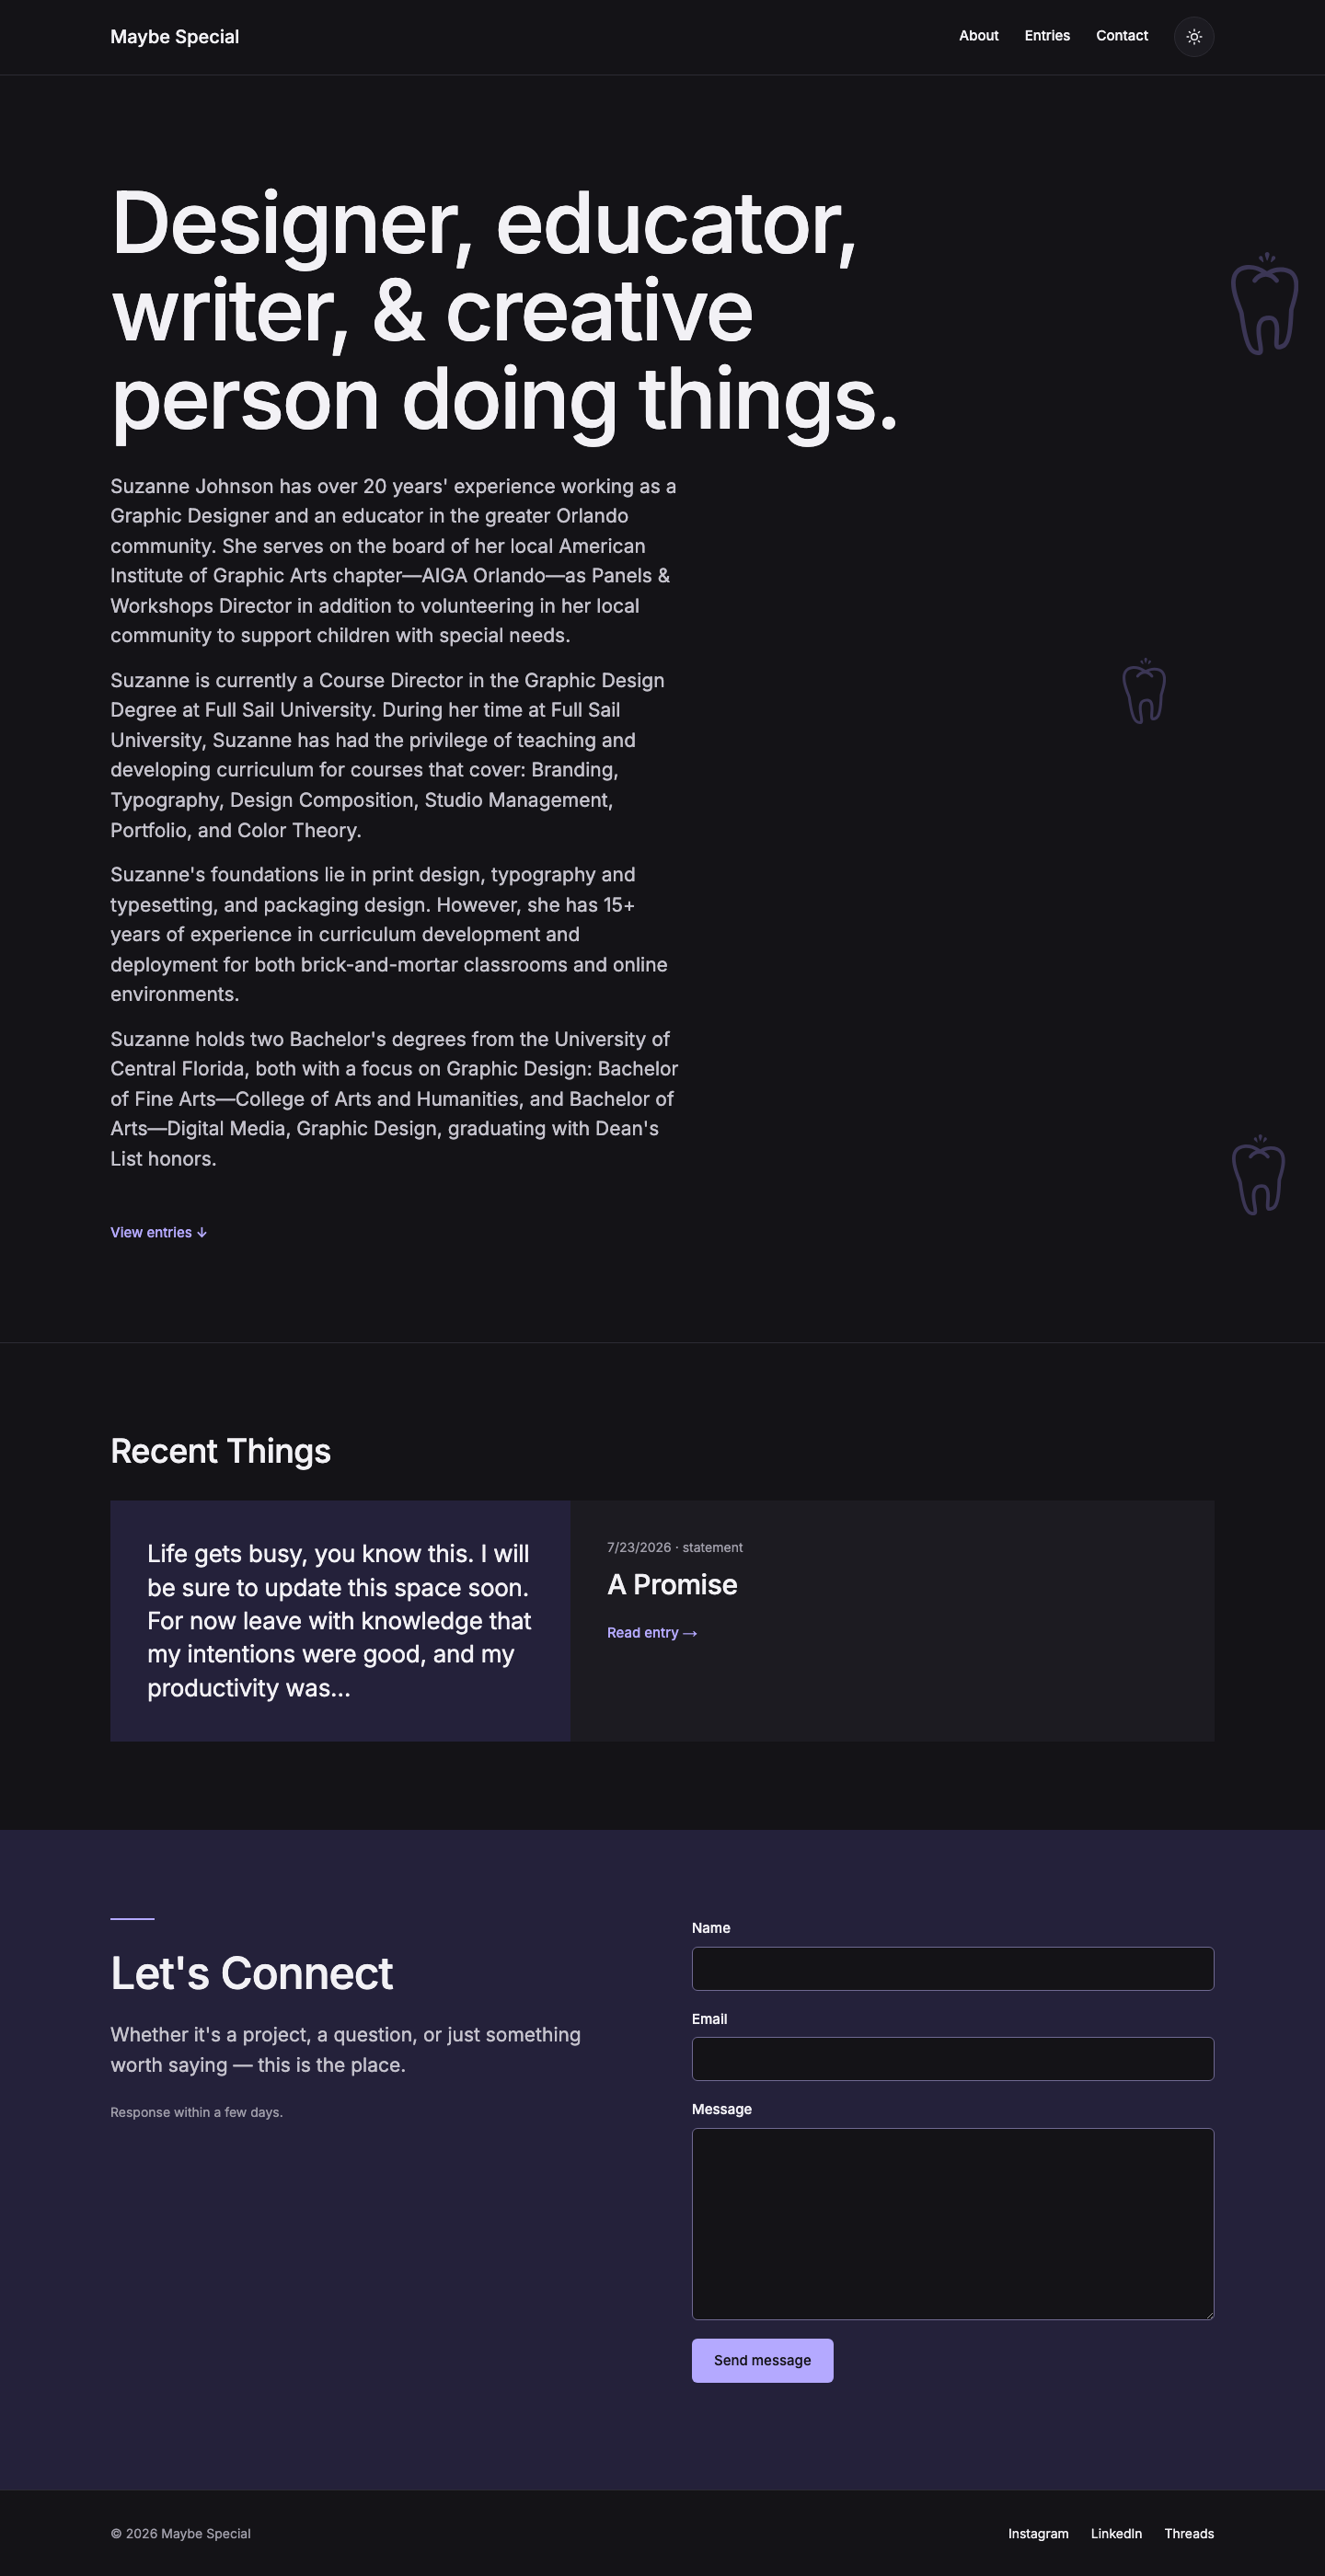 Maybe Special
About Entries Contact
Designer, educator,
writer, & creative
person doing things.
Suzanne Johnson has over 20 years' experience working as a
Graphic Designer and an educator in the greater Orlando
community. She serves on the board of her local American
Institute of Graphic Arts chapter—AIGA Orlando—as Panels &
Workshops Director in addition to volunteering in her local
community to support children with special needs.
Suzanne is currently a Course Director in the Graphic Design
Degree at Full Sail University. During her time at Full Sail
University, Suzanne has had the privilege of teaching and
developing curriculum for courses that cover: Branding,
Typography, Design Composition, Studio Management,
Portfolio, and Color Theory.
Suzanne's foundations lie in print design, typography and
typesetting, and packaging design. However, she has 15+
years of experience in curriculum development and
deployment for both brick-and-mortar classrooms and online
environments.
Suzanne holds two Bachelor's degrees from the University of
Central Florida, both with a focus on Graphic Design: Bachelor
of Fine Arts—College of Arts and Humanities, and Bachelor of
Arts—Digital Media, Graphic Design, graduating with Dean's
List honors.
View entries ↓
Recent Things
Life gets busy, you know this. I will
be sure to update this space soon.
For now leave with knowledge that
my intentions were good, and my
productivity was...
7/23/2026 · statement
A Promise
Read entry →
Let's Connect
Whether it's a project, a question, or just something
worth saying — this is the place.
Response within a few days.
Name
Email
Message
Send message
© 2026 Maybe Special
Instagram LinkedIn Threads